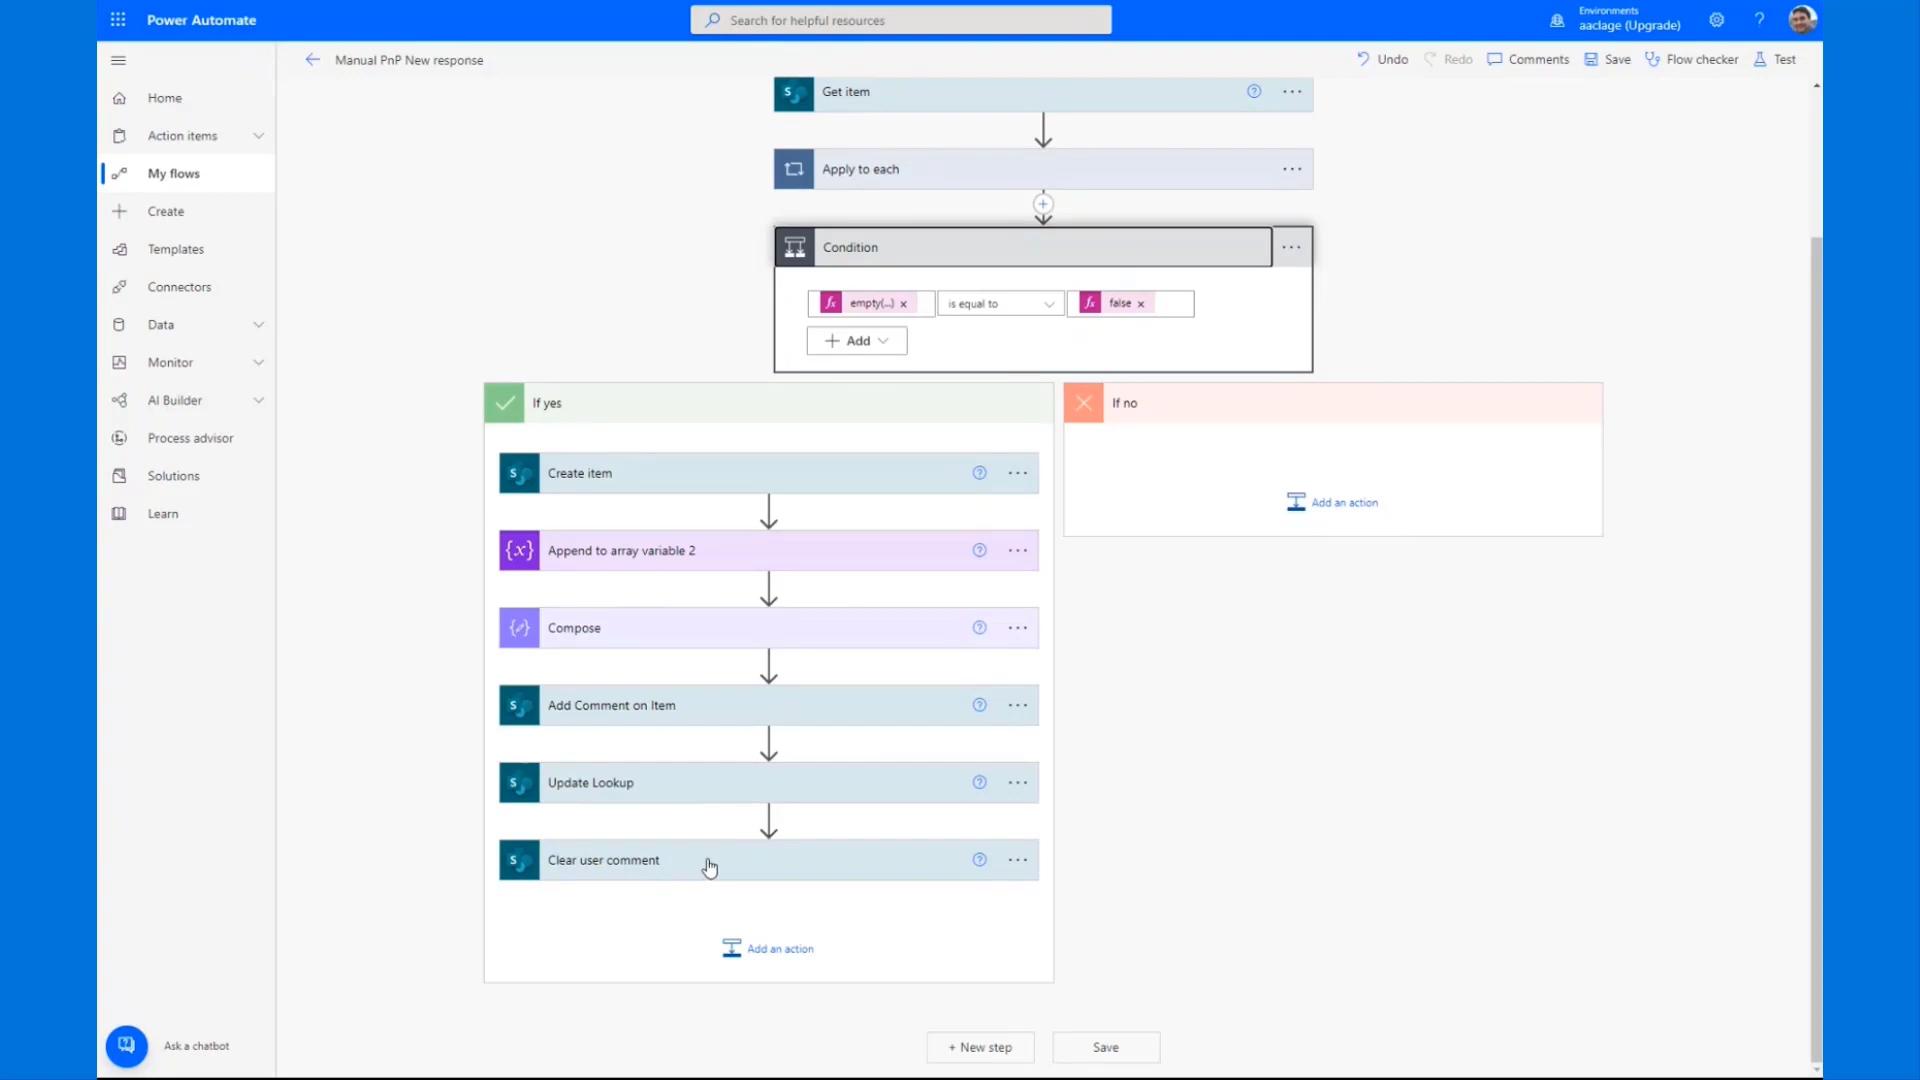 Power Automate
Search for helpful resources
Environments
aaclage (Upgrade)
?
Manual PnP New response
Undo
Redo
Comments
Save
Flow checker
Test
Home
Action items
My flows
Create
Templates
Connectors
Data
Monitor
AI Builder
Process advisor
Solutions
Learn
Ask a chatbot
S
Get item
Apply to each
Condition
fx empty(...) ×
is equal to
fx false ×
Add
If yes
S
Create item
{x}
Append to array variable 2
Compose
S
Add Comment on Item
S
Update Lookup
S
Clear user comment
Add an action
If no
Add an action
+ New step
Save